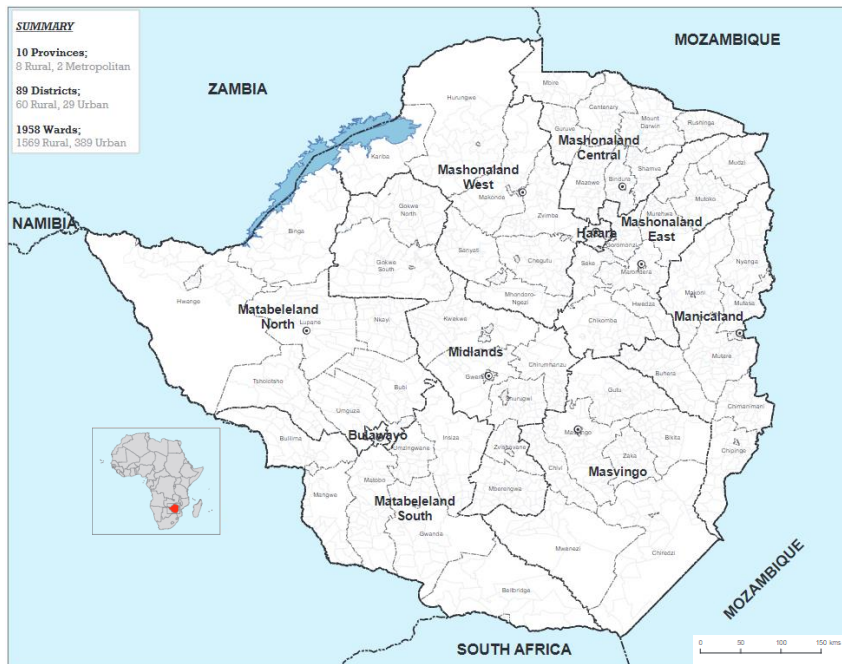 SUMMARY
10 Provinces;
8 Rural, 2 Metropolitan
89 Districts;
60 Rural, 29 Urban
1958 Wards;
1569 Rural, 389 Urban
MOZAMBIQUE
ZAMBIA
NAMIBIA
Hurungwe
Mbire
Centenary
Mount
Darwin
Rushinga
Guruve
Mashonaland
Central
Kariba
Mashonaland
West
Shamva
Mudzi
Mazowe
Bindura
Makonde
Mutoko
Gokwe
North
Zvimba
Murehwa
Mashonaland
East
Harare
Goromonzi
Binga
Sanyati
Chegutu
Seke
Marondera
Nyanga
Gokwe
South
Hwange
Mhondoro-
Ngezi
Hwedza
Makoni
Mutasa
Matabeleland
North
Lupane
Nkayi
Kwekwe
Chikomba
Manicaland
Midlands
Mutare
Chirumhanzu
Buhera
Tsholotsho
Bubi
Gutu
Umguza
Chimanimani
Bulawayo
Bulilima
Umzingwane
Insiza
Zvishavane
Bikita
Chipinge
Zaka
Chivi
Masvingo
Mangwe
Matobo
Mberengwa
Matabeleland
South
Gwanda
Mwenezi
Chiredzi
Beitbridge
MOZAMBIQUE
SOUTH AFRICA
0 50 100 150 kms